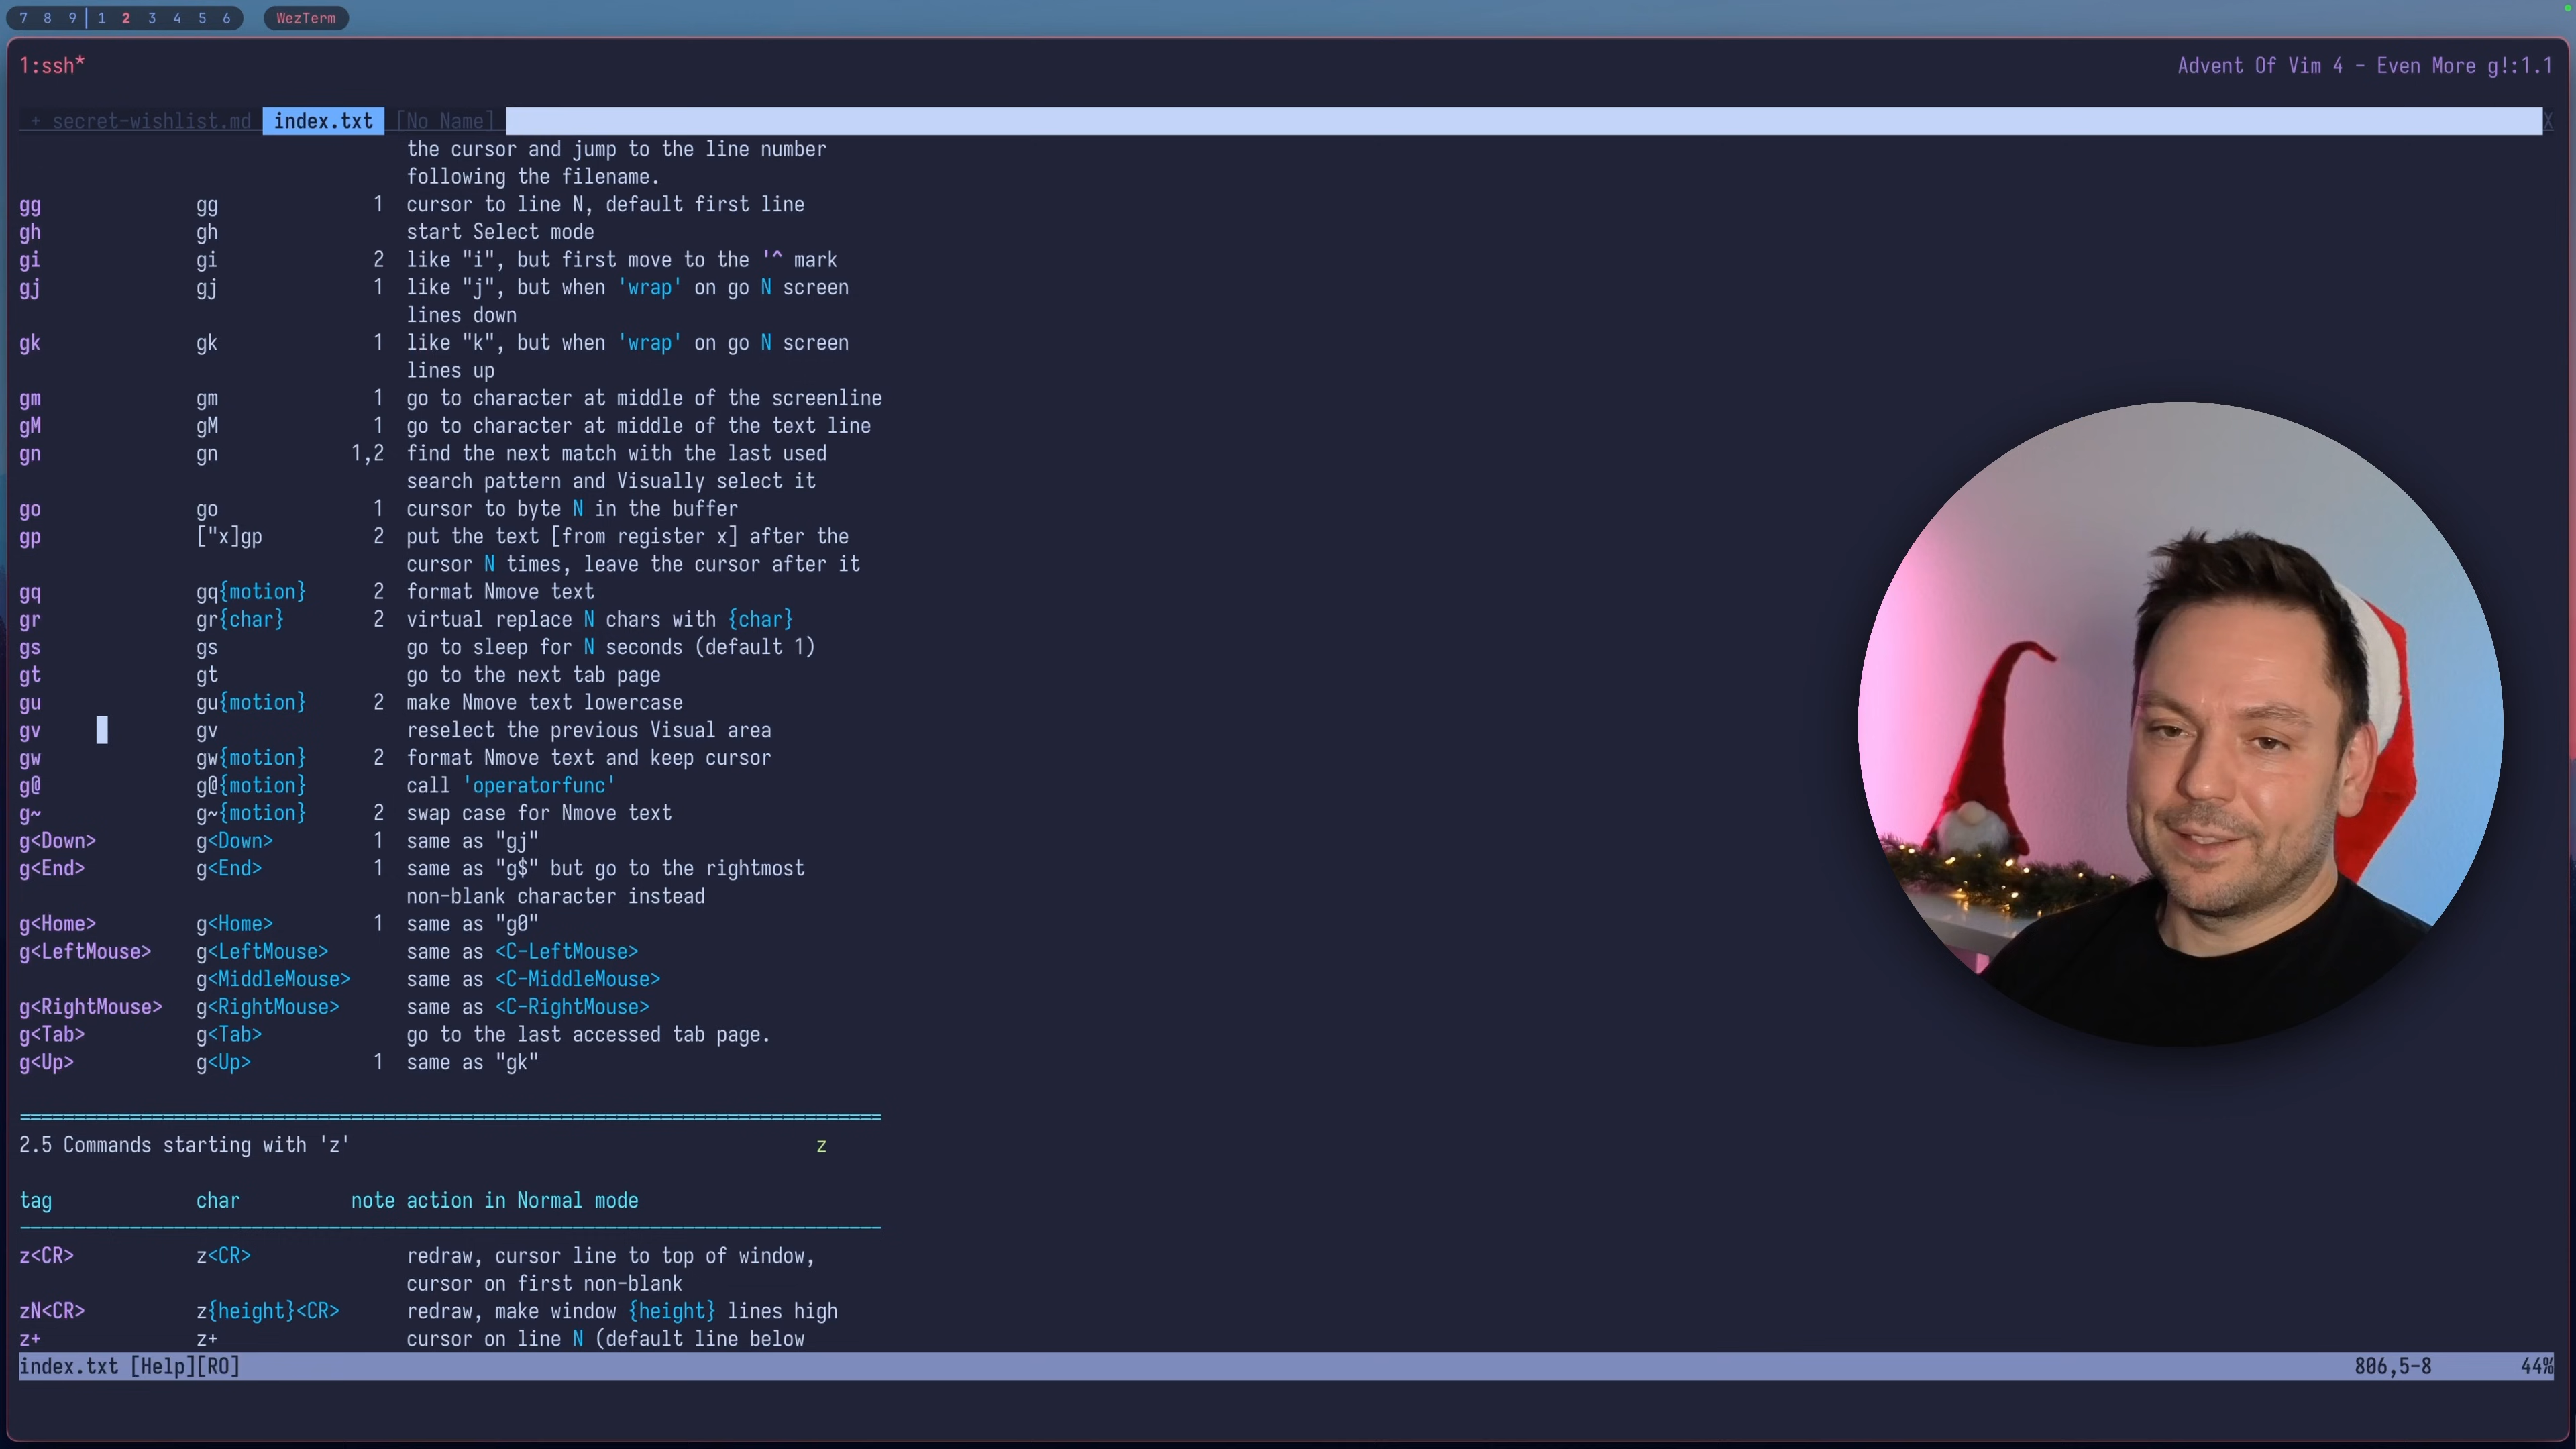 7 8 9 | 1 2 3 4 5 6 WezTerm
1:ssh* Advent Of Vim 4 - Even More g!:1.1
+ secret-wishlist.md index.txt [No Name] X
the cursor and jump to the line number
following the filename.
gg gg 1 cursor to line N, default first line
gh gh start Select mode
gi gi 2 like "i", but first move to the '^ mark
gj gj 1 like "j", but when 'wrap' on go N screen
lines down
gk gk 1 like "k", but when 'wrap' on go N screen
lines up
gm gm 1 go to character at middle of the screenline
gM gM 1 go to character at middle of the text line
gn gn 1,2 find the next match with the last used
search pattern and Visually select it
go go 1 cursor to byte N in the buffer
gp ["x]gp 2 put the text [from register x] after the
cursor N times, leave the cursor after it
gq gq{motion} 2 format Nmove text
gr gr{char} 2 virtual replace N chars with {char}
gs gs go to sleep for N seconds (default 1)
gt gt go to the next tab page
gu gu{motion} 2 make Nmove text lowercase
gv gv reselect the previous Visual area
gw gw{motion} 2 format Nmove text and keep cursor
g@ g@{motion} call 'operatorfunc'
g~ g~{motion} 2 swap case for Nmove text
g<Down> g<Down> 1 same as "gj"
g<End> g<End> 1 same as "g$" but go to the rightmost
non-blank character instead
g<Home> g<Home> 1 same as "g0"
g<LeftMouse> g<LeftMouse> same as <C-LeftMouse>
g<MiddleMouse> same as <C-MiddleMouse>
g<RightMouse> g<RightMouse> same as <C-RightMouse>
g<Tab> g<Tab> go to the last accessed tab page.
g<Up> g<Up> 1 same as "gk"
==============================================================================
2.5 Commands starting with 'z' z
tag char note action in Normal mode
------------------------------------------------------------------------------
z<CR> z<CR> redraw, cursor line to top of window,
cursor on first non-blank
zN<CR> z{height}<CR> redraw, make window {height} lines high
z+ z+ cursor on line N (default line below
index.txt [Help][RO] 806,5-8 44%